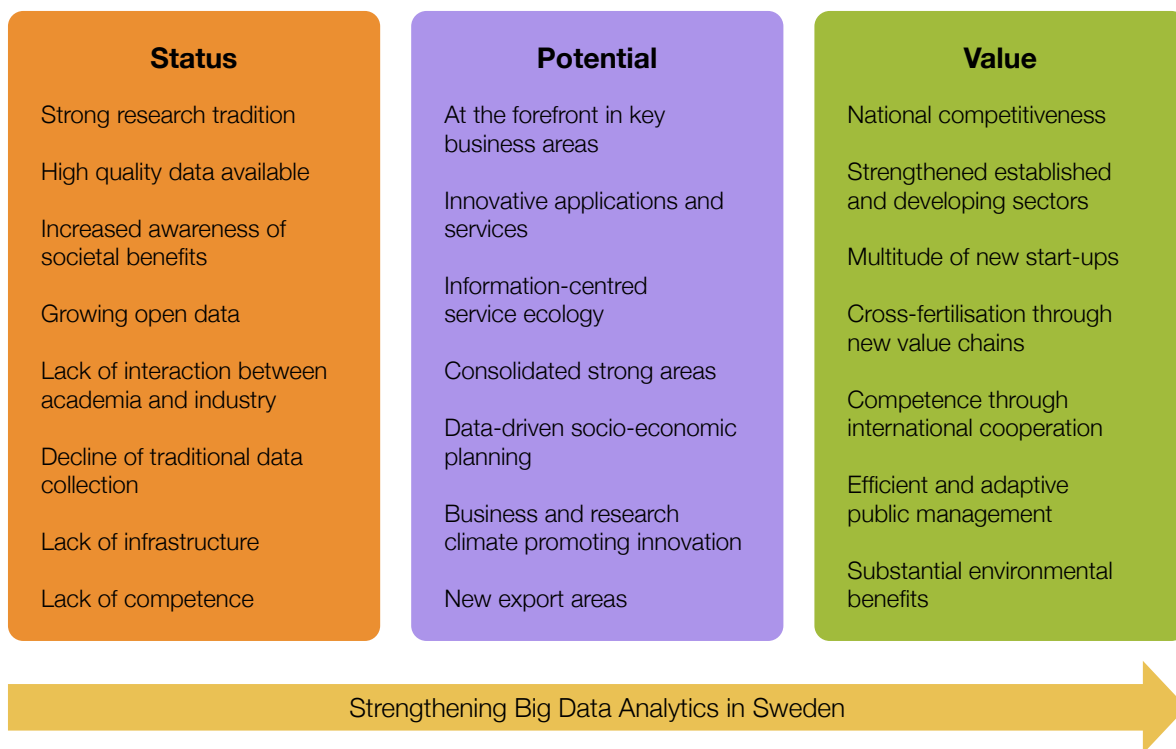 Status
Strong research tradition
High quality data available
Increased awareness of
societal benefits
Growing open data
Lack of interaction between
academia and industry
Decline of traditional data
collection
Lack of infrastructure
Lack of competence
Potential
At the forefront in key
business areas
Innovative applications and
services
Information-centred
service ecology
Consolidated strong areas
Data-driven socio-economic
planning
Business and research
climate promoting innovation
New export areas
Value
National competitiveness
Strengthened established
and developing sectors
Multitude of new start-ups
Cross-fertilisation through
new value chains
Competence through
international cooperation
Efficient and adaptive
public management
Substantial environmental
benefits
Strengthening Big Data Analytics in Sweden